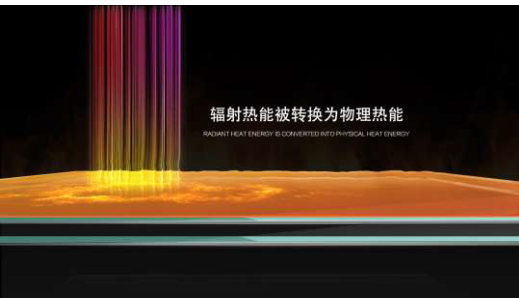 辐射热能被转换为物理热能
RADIANT HEAT ENERGY IS CONVERTED INTO PHYSICAL HEAT ENERGY